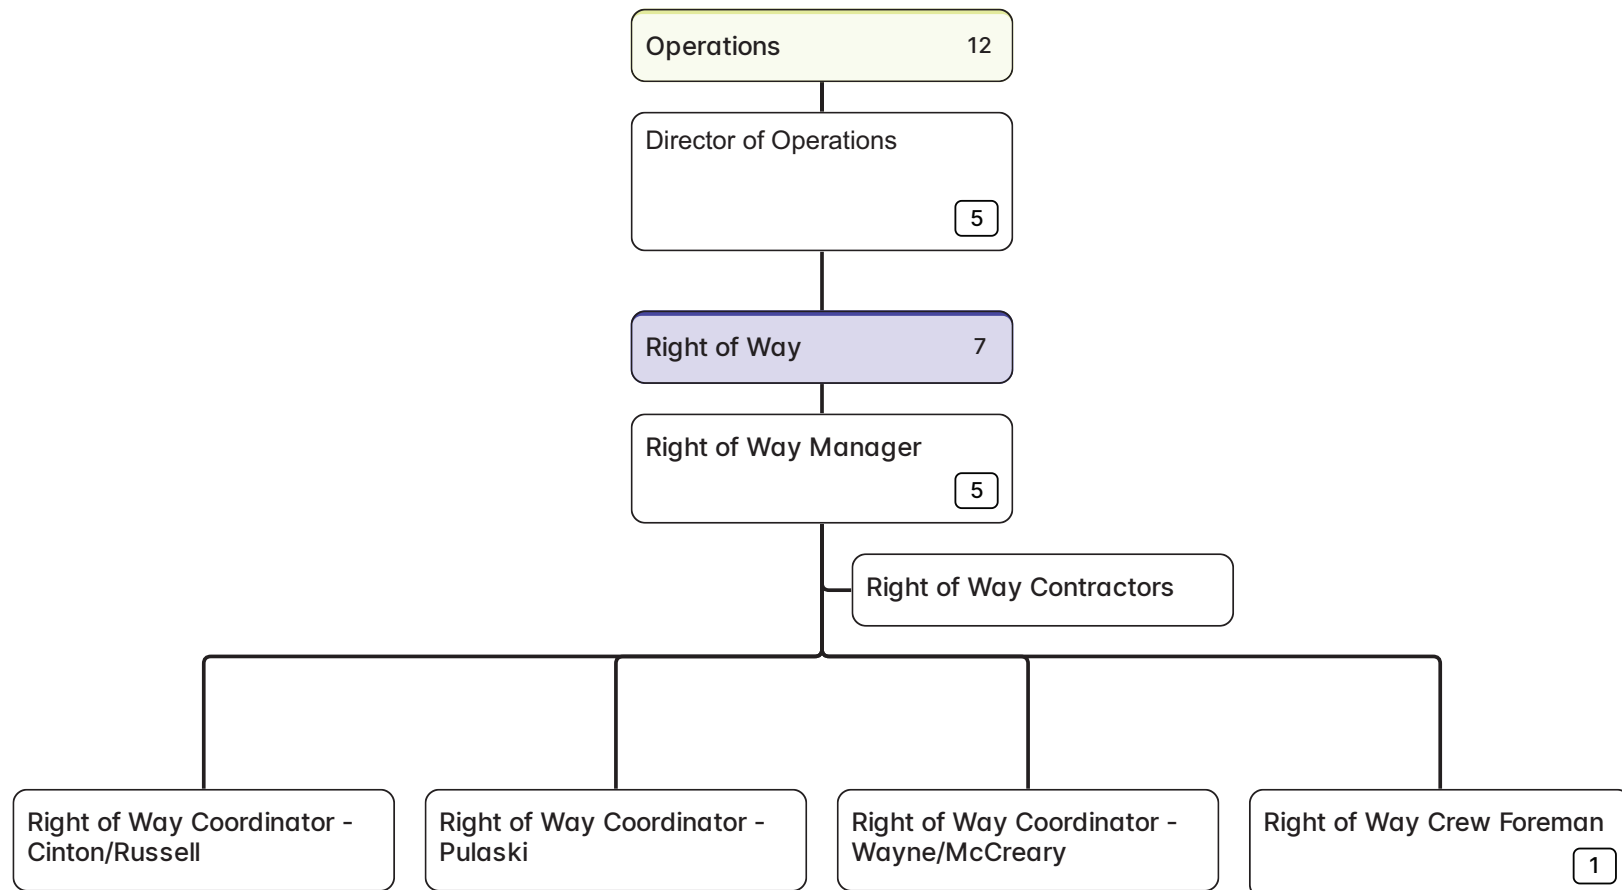 Operations 12
Director of Operations
5
Right of Way 7
Right of Way Manager
5
Right of Way Contractors
Right of Way Coordinator -
Cinton/Russell
Right of Way Coordinator -
Pulaski
Right of Way Coordinator -
Wayne/McCreary
Right of Way Crew Foreman
1